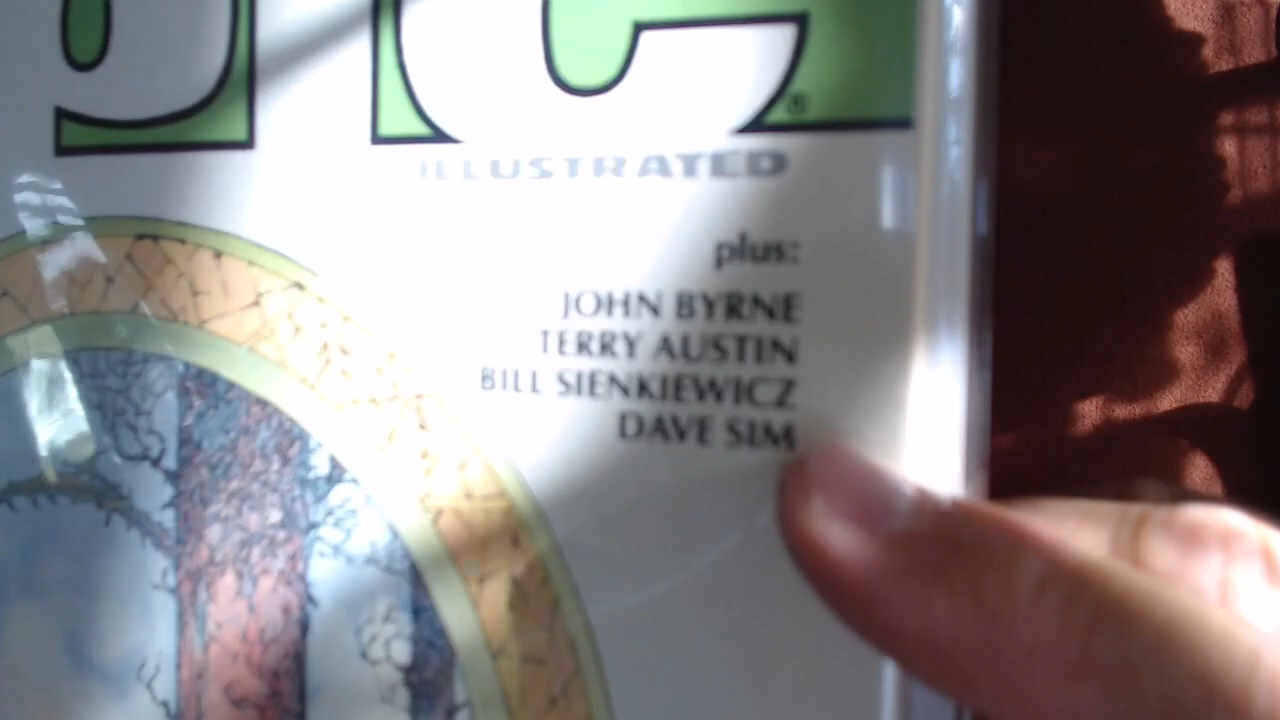 ILLUSTRATED
plus:
JOHN BYRNE
TERRY AUSTIN
BILL SIENKIEWICZ
DAVE SIM